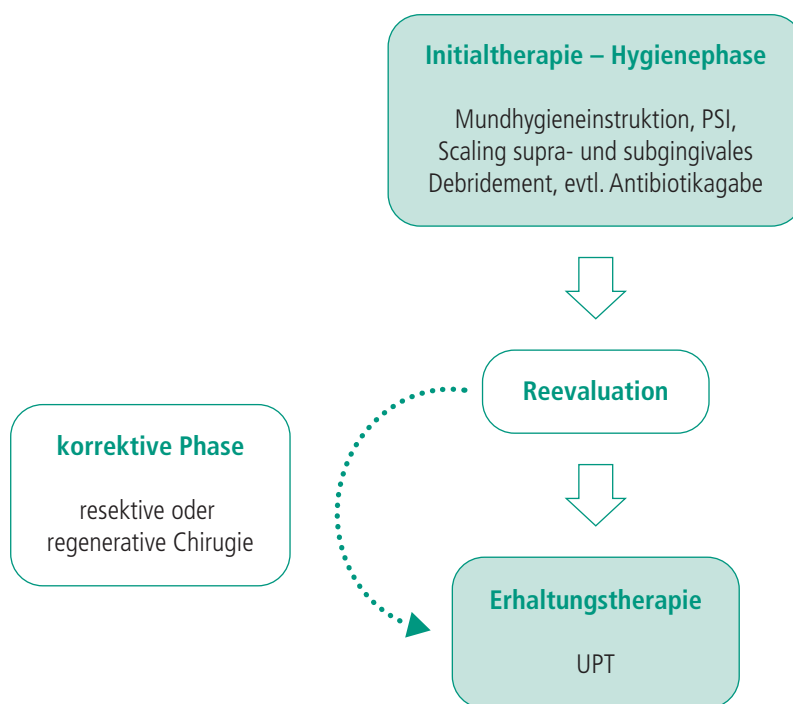 Initialtherapie – Hygienephase
Mundhygieneinstruktion, PSI,
Scaling supra- und subgingivales
Debridement, evtl. Antibiotikagabe
Reevaluation
korrektive Phase
resektive oder
regenerative Chirugie
Erhaltungstherapie
UPT